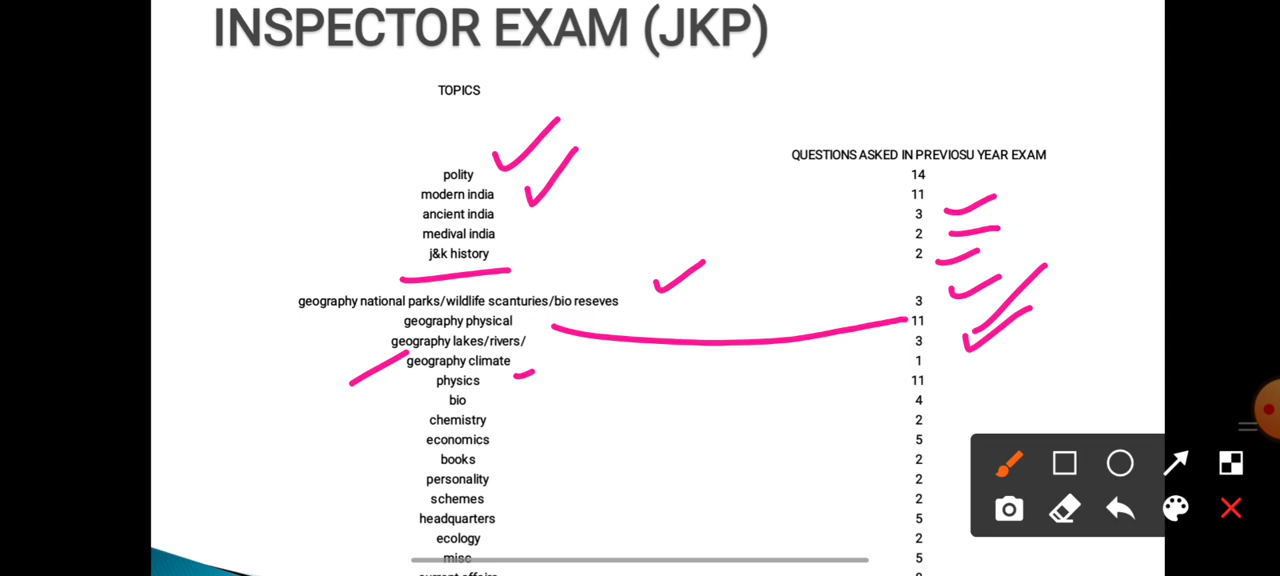 INSPECTOR EXAM (JKP)
TOPICS
QUESTIONS ASKED IN PREVIOSU YEAR EXAM
polity 14
modern india 11
ancient india 3
medival india 2
j&k history 2
geography national parks/wildlife scanturies/bio reseves 3
geography physical 11
geography lakes/rivers/ 3
geography climate 1
physics 11
bio 4
chemistry 2
economics 5
books 2
personality 2
schemes 2
headquarters 5
ecology 2
misc 5